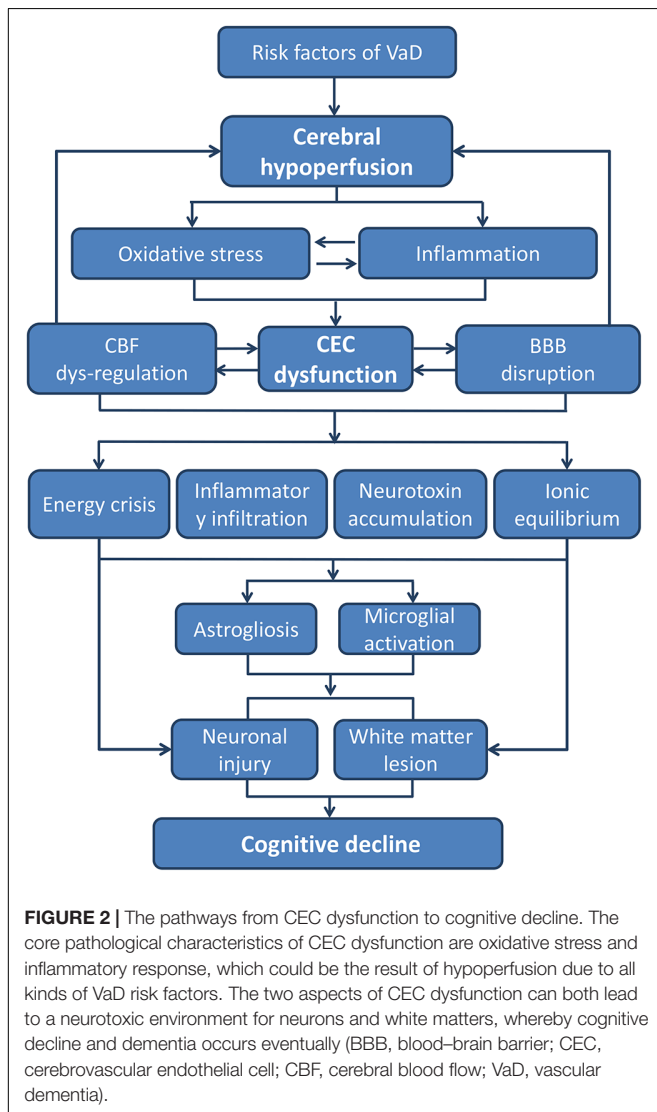 Risk factors of VaD
Cerebral
hypoperfusion
Oxidative stress
Inflammation
CBF
dys-regulation
CEC
dysfunction
BBB
disruption
Energy crisis
Inflammator
y infiltration
Neurotoxin
accumulation
Ionic
equilibrium
Astrogliosis
Microglial
activation
Neuronal
injury
White matter
lesion
Cognitive decline
FIGURE 2 | The pathways from CEC dysfunction to cognitive decline. The
core pathological characteristics of CEC dysfunction are oxidative stress and
inflammatory response, which could be the result of hypoperfusion due to all
kinds of VaD risk factors. The two aspects of CEC dysfunction can both lead
to a neurotoxic environment for neurons and white matters, whereby cognitive
decline and dementia occurs eventually (BBB, blood–brain barrier; CEC,
cerebrovascular endothelial cell; CBF, cerebral blood flow; VaD, vascular
dementia).